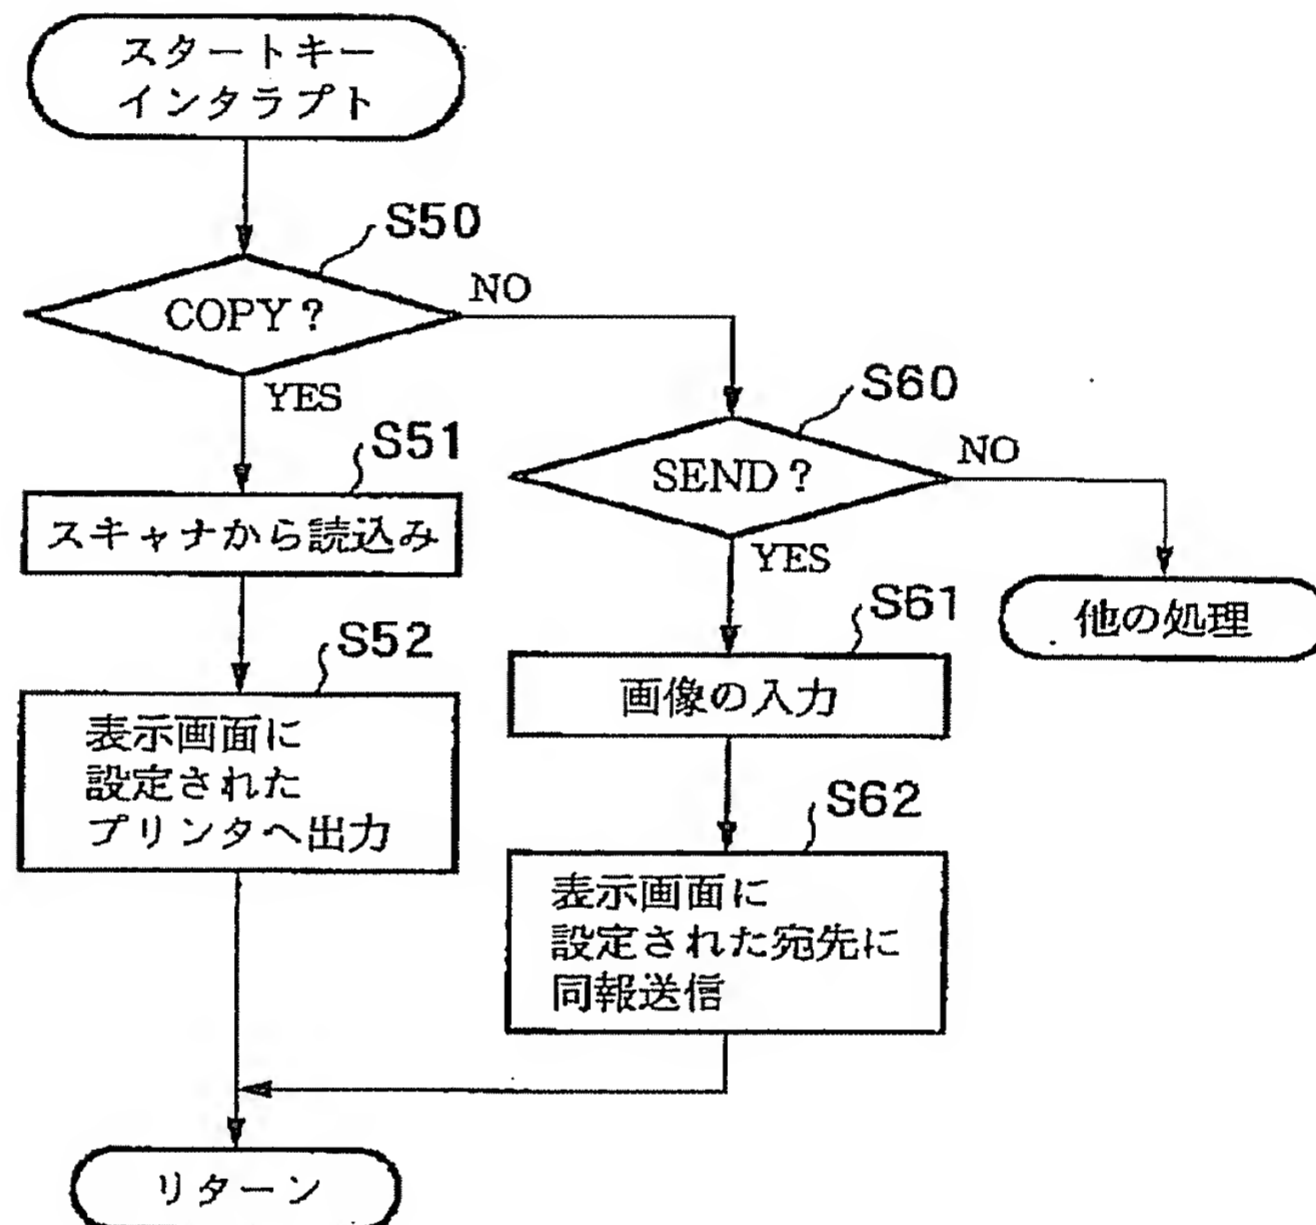 スタートキー
インタラプト
S50
COPY?
NO
YES
S60
SEND?
NO
YES
S51
スキャナから読込み
他の処理
S61
画像の入力
S52
表示画面に
設定された
プリンタへ出力
S62
表示画面に
設定された宛先に
同報送信
リターン